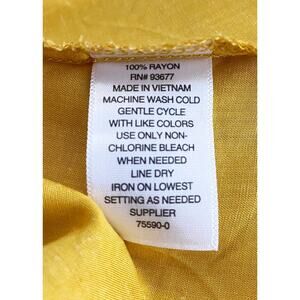 100% RAYON
RN# 93677
MADE IN VIETNAM
MACHINE WASH COLD
GENTLE CYCLE
WITH LIKE COLORS
USE ONLY NON-
CHLORINE BLEACH
WHEN NEEDED
LINE DRY
IRON ON LOWEST
SETTING AS NEEDED
SUPPLIER
75590-0